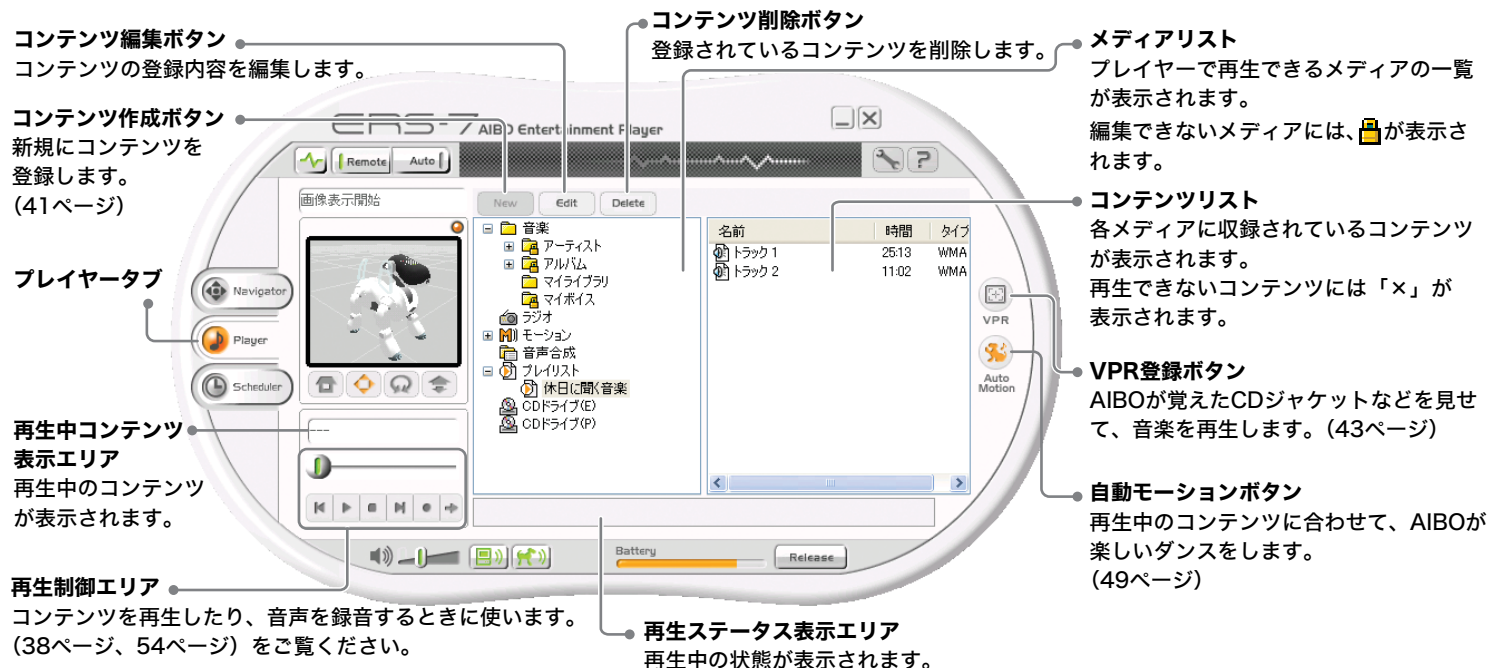 コンテンツ編集ボタン
コンテンツの登録内容を編集します。
コンテンツ削除ボタン
登録されているコンテンツを削除します。
メディアリスト
プレイヤーで再生できるメディアの一覧
が表示されます。
編集できないメディアには、が表示さ
れます。
コンテンツ作成ボタン
新規にコンテンツを
登録します。
（41ページ）
コンテンツリスト
各メディアに収録されているコンテンツ
が表示されます。
再生できないコンテンツには「×」が
表示されます。
プレイヤータブ
VPR登録ボタン
AIBOが覚えたCDジャケットなどを見せ
て、音楽を再生します。（43ページ）
再生中コンテンツ
表示エリア
再生中のコンテンツ
が表示されます。
自動モーションボタン
再生中のコンテンツに合わせて、AIBOが
楽しいダンスをします。
（49ページ）
再生制御エリア
コンテンツを再生したり、音声を録音するときに使います。
（38ページ、54ページ）をご覧ください。
再生ステータス表示エリア
再生中の状態が表示されます。
ERS-7 AIBO Entertainment Player
Remote Auto
?
画像表示開始
New Edit Delete
Navigator
Player
Scheduler
音楽
アーティスト
アルバム
マイライブラリ
マイボイス
ラジオ
モーション
音声合成
プレイリスト
休日に聞く音楽
CDドライブ(E)
CDドライブ(P)
名前 時間 タイプ
トラック 1 25:13 WMA
トラック 2 11:02 WMA
VPR
Auto
Motion
---
Battery
Release